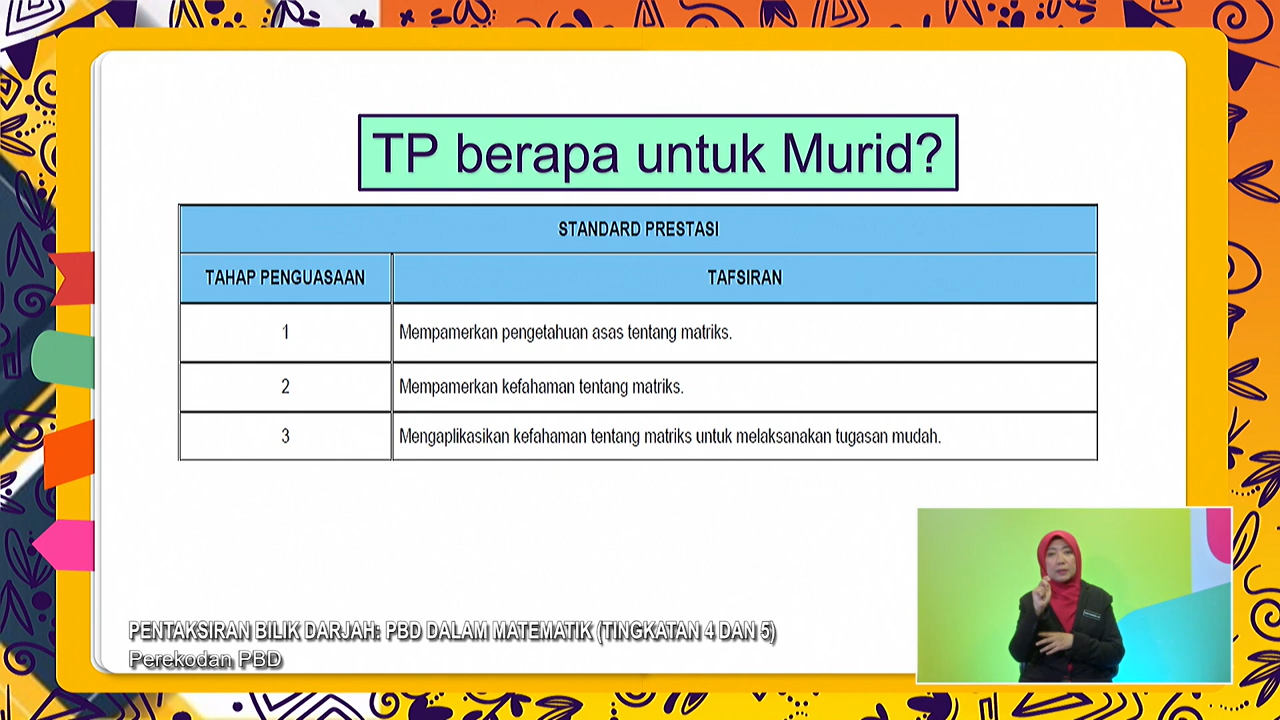 TP berapa untuk Murid?
STANDARD PRESTASI
TAHAP PENGUASAAN
TAFSIRAN
1
Mempamerkan pengetahuan asas tentang matriks.
2
Mempamerkan kefahaman tentang matriks.
3
Mengaplikasikan kefahaman tentang matriks untuk melaksanakan tugasan mudah.
PENTAKSIRAN BILIK DARJAH: PBD DALAM MATEMATIK (TINGKATAN 4 DAN 5)
Perekodan PBD